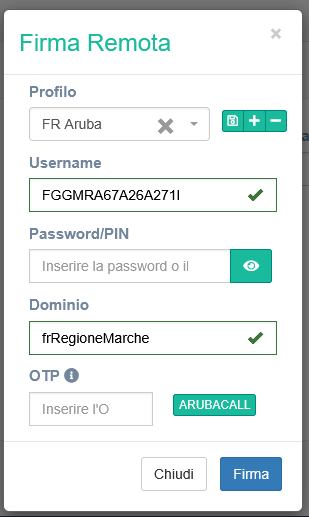 Firma Remota
×
Profilo
FR Aruba
Username
FGGMRA67A26A271I
Password/PIN
Inserire la password o il
Dominio
frRegioneMarche
OTP
Inserire l'O
ARUBACALL
Chiudi
Firma